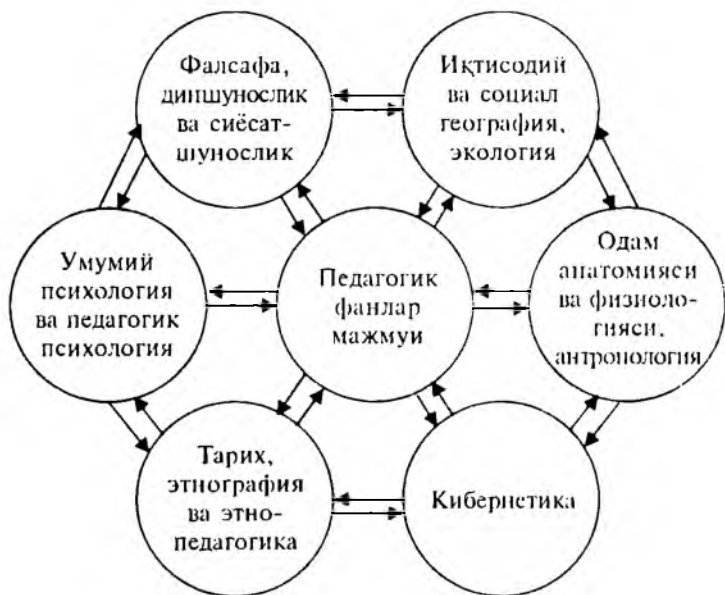 Фалсафа,
диншунослик
ва сиёсат-
шунослик
Иқтисодий
ва социал
география,
экология
Умумий
психология
ва педагогик
психология
Педагогик
фанлар
мажмуи
Одам
анатомияси
ва физиоло-
гияси,
антропология
Тарих,
этнография
ва этно-
педагогика
Кибернетика